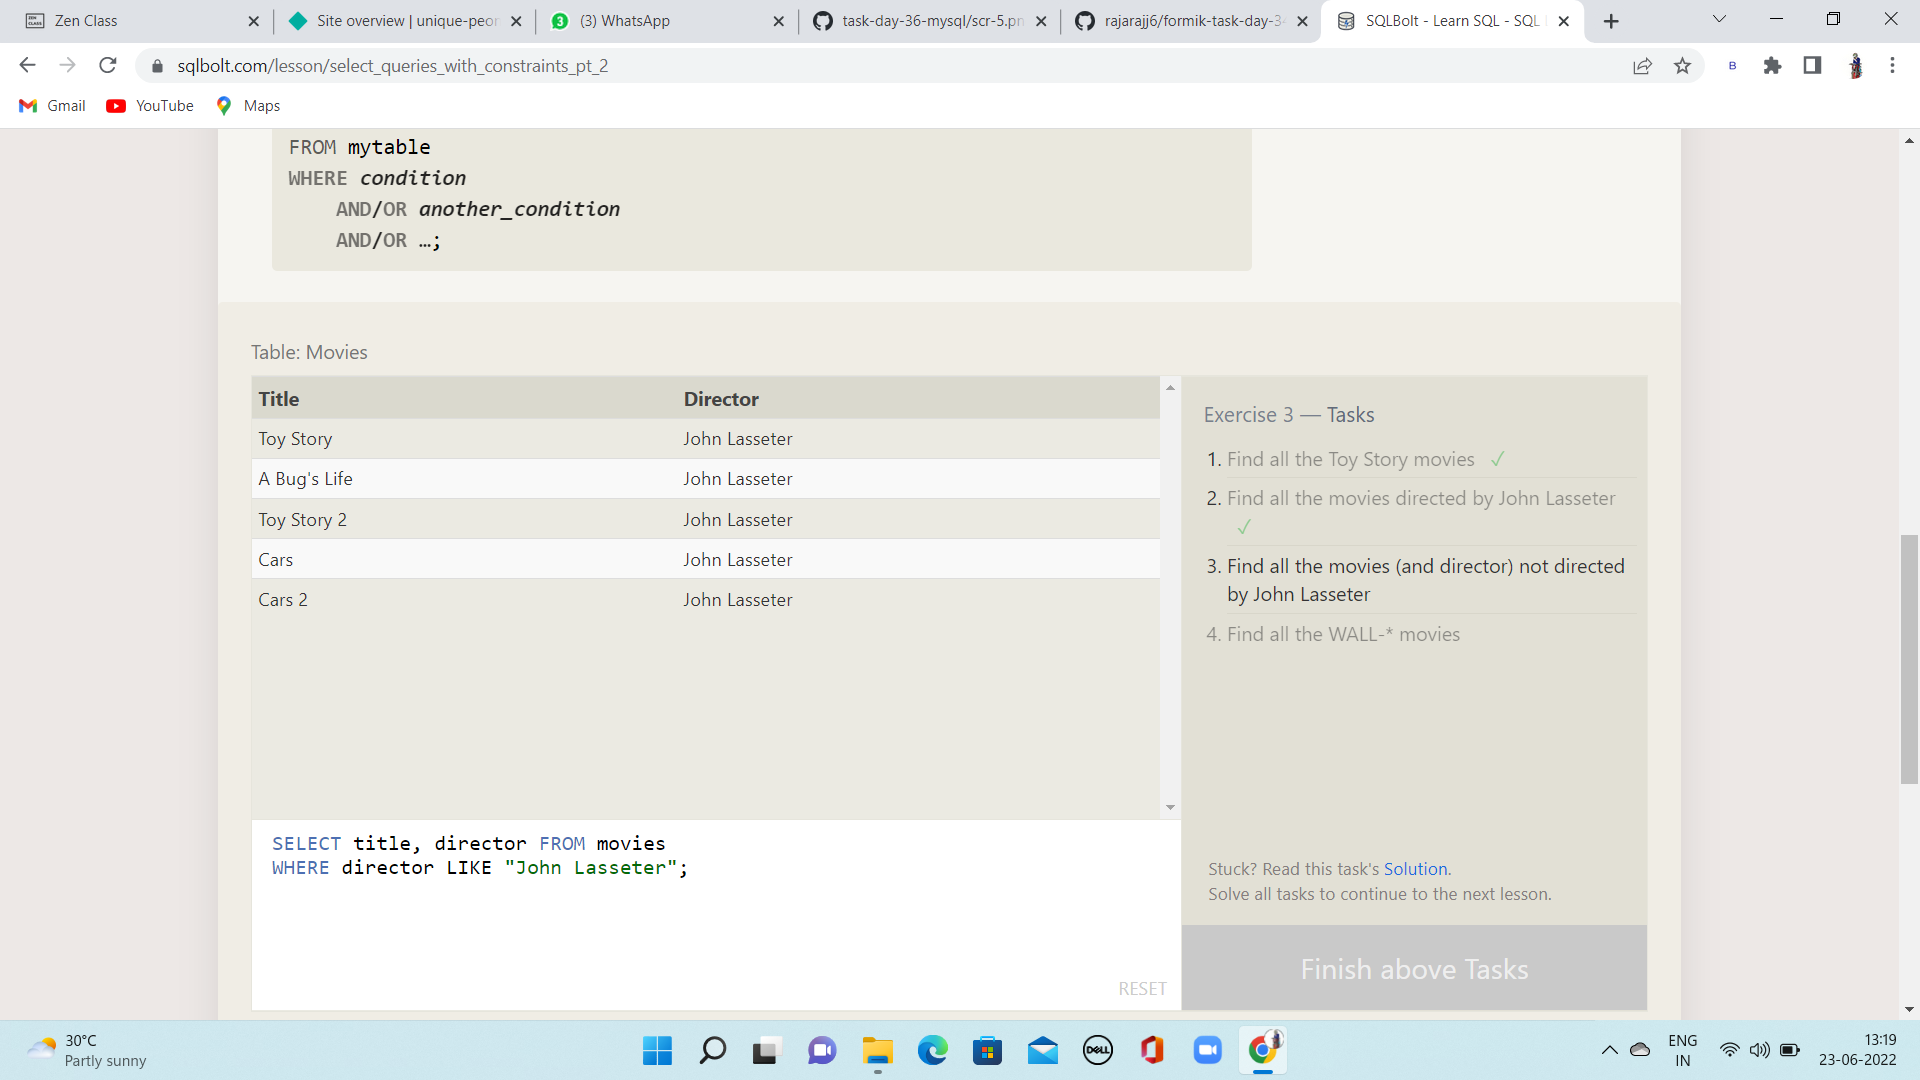 Zen Class
Site overview | unique-peor
(3) WhatsApp
task-day-36-mysql/scr-5.pn
rajarajj6/formik-task-day-34
SQLBolt - Learn SQL - SQL
sqlbolt.com/lesson/select_queries_with_constraints_pt_2
B
Gmail
YouTube
Maps
FROM mytable
WHERE condition
AND/OR another_condition
AND/OR …;
Table: Movies
Title Director
Toy Story John Lasseter
A Bug's Life John Lasseter
Toy Story 2 John Lasseter
Cars John Lasseter
Cars 2 John Lasseter
Exercise 3 — Tasks
1. Find all the Toy Story movies ✓
2. Find all the movies directed by John Lasseter
✓
3. Find all the movies (and director) not directed
by John Lasseter
4. Find all the WALL-* movies
SELECT title, director FROM movies
WHERE director LIKE "John Lasseter";
RESET
Stuck? Read this task's Solution.
Solve all tasks to continue to the next lesson.
Finish above Tasks
30°C
Partly sunny
DELL
ENG
IN
13:19
23-06-2022